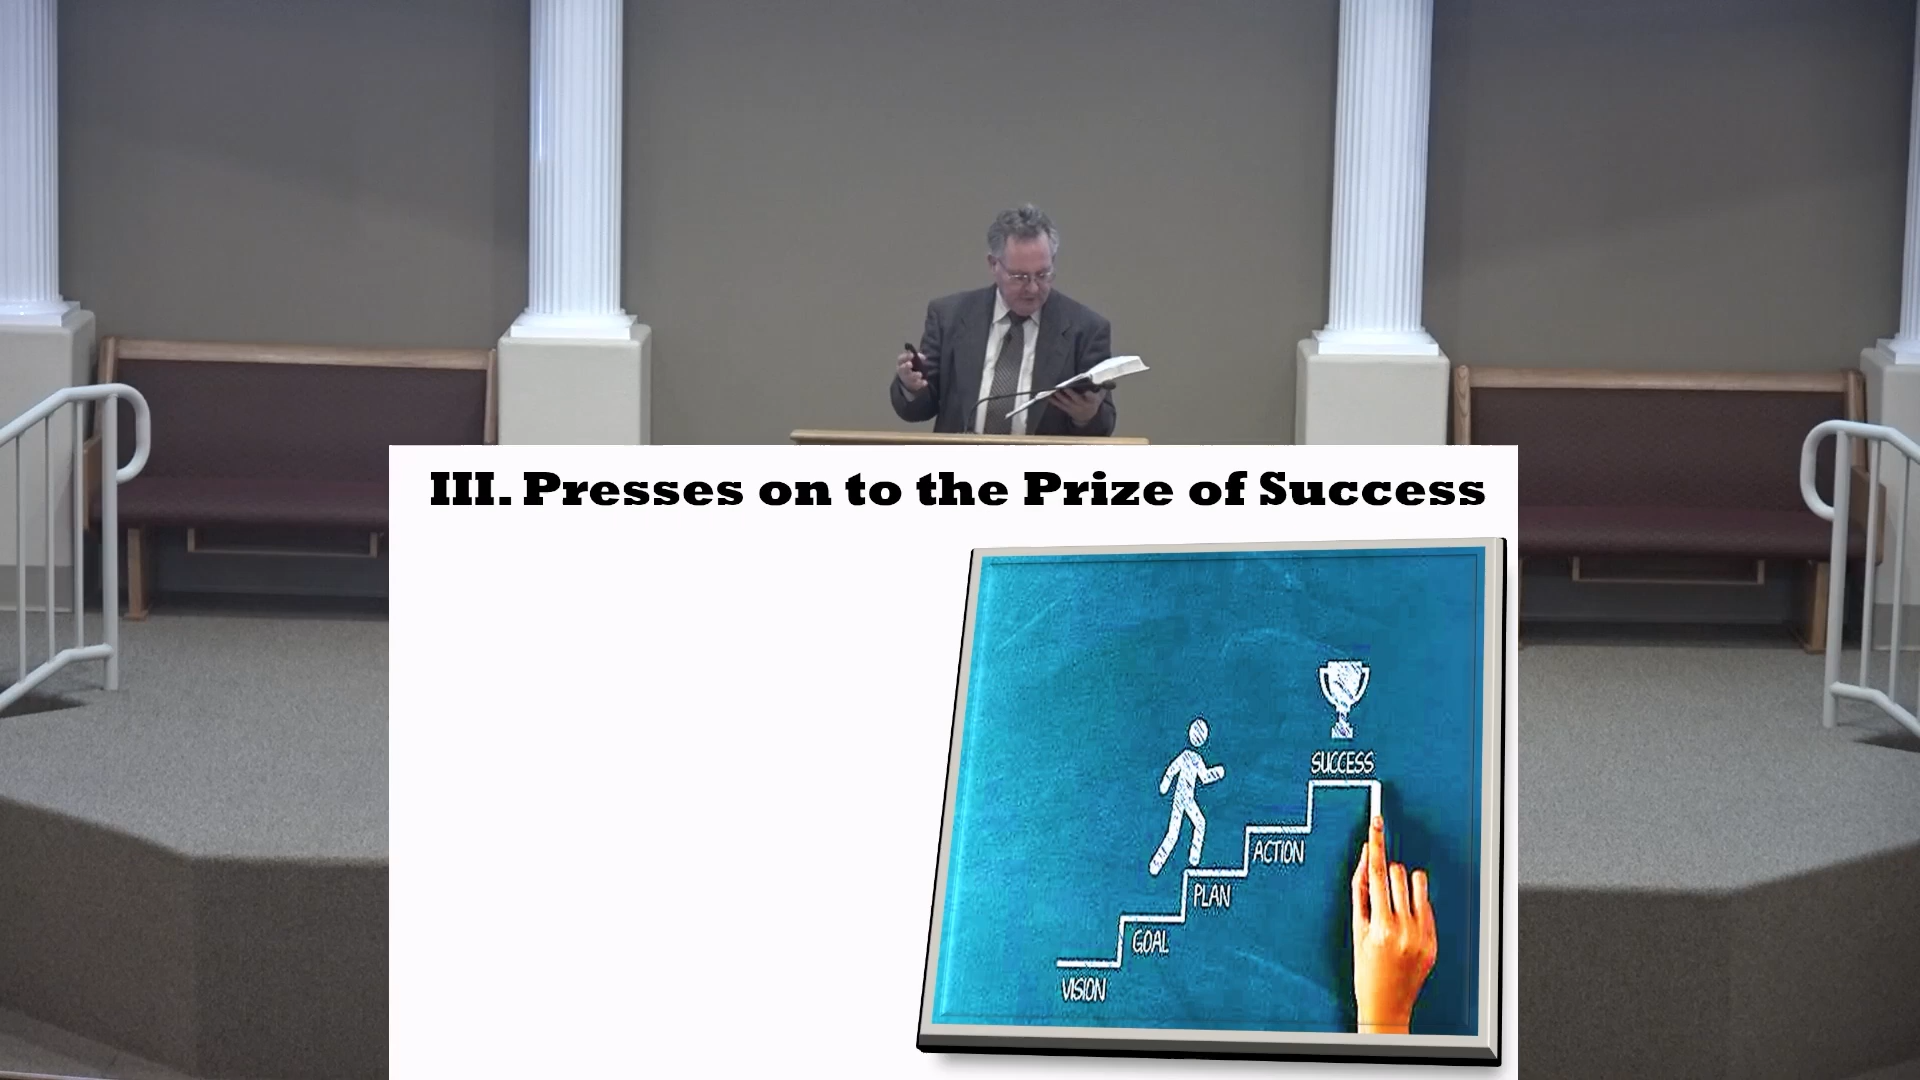 III. Presses on to the Prize of Success
SUCCESS
ACTION
PLAN
GOAL
VISION